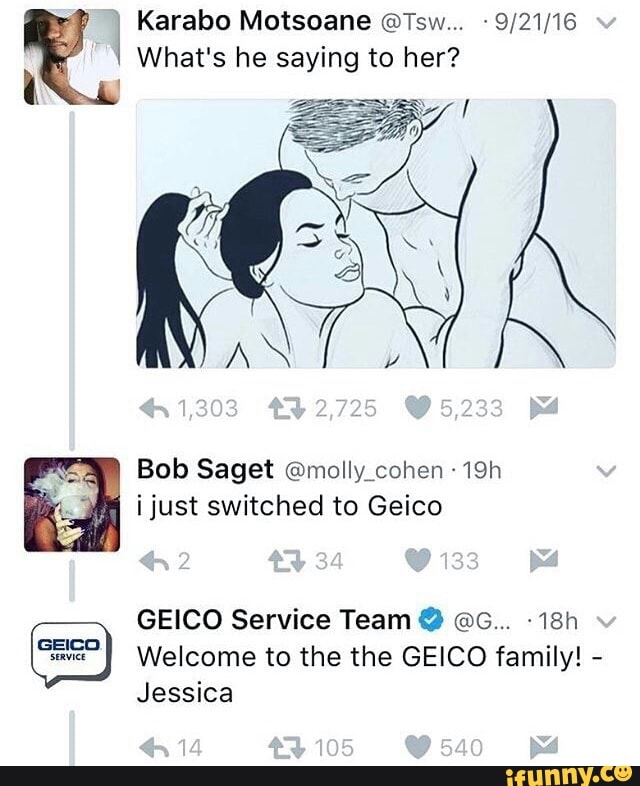 Karabo Motsoane @Tsw... · 9/21/16
What's he saying to her?
1,303 2,725 5,233
Bob Saget @molly_cohen · 19h
i just switched to Geico
2 34 133
GEICO Service Team @G... · 18h
GEICO
SERVICE
Welcome to the the GEICO family! -
Jessica
14 105 540
ifunny.co